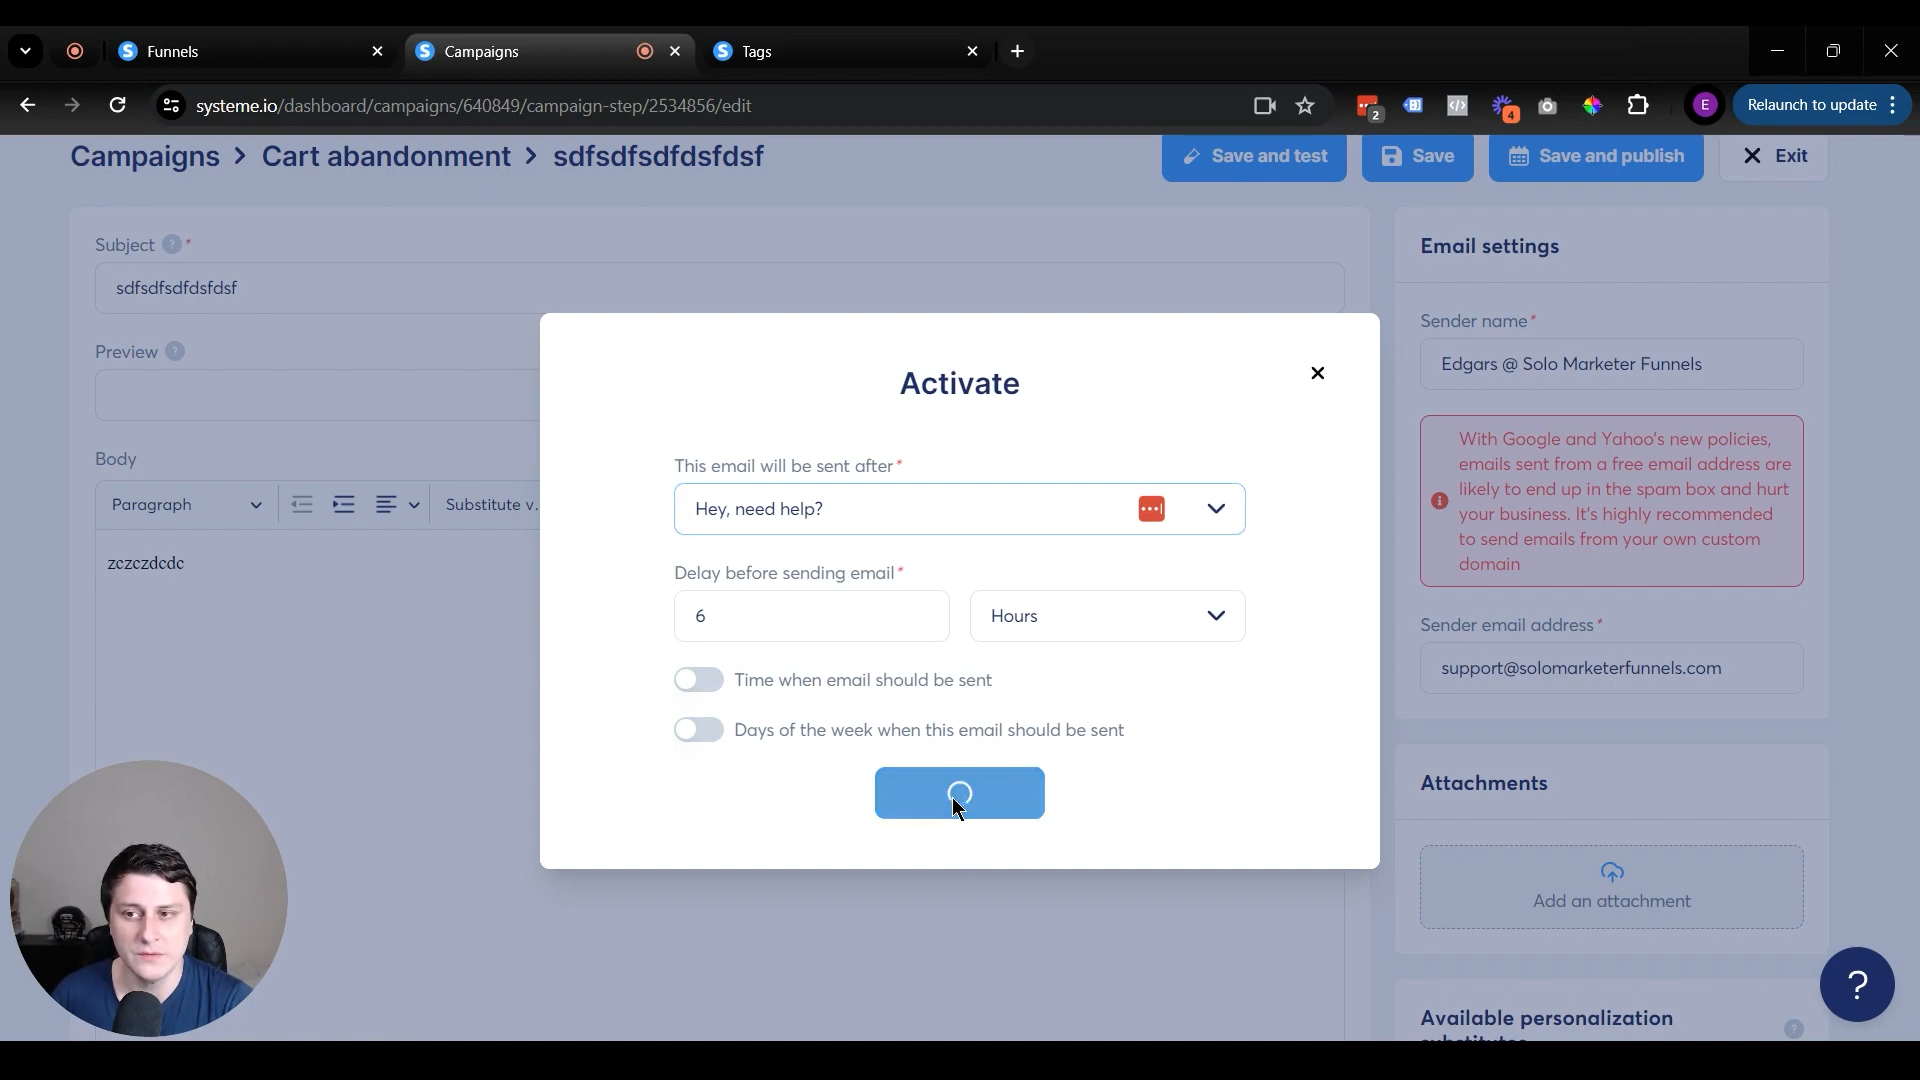 Funnels
Campaigns
Tags
systeme.io/dashboard/campaigns/640849/campaign-step/2534856/edit
2
4
E
Relaunch to update
Campaigns > Cart abandonment > sdfsdfsdfdsfdsf
Save and test
Save
Save and publish
Exit
Subject ? *
sdfsdfsdfdsfdsf
Preview ?
Body
Paragraph
Substitute v...
zczczdcdc
Activate
This email will be sent after *
Hey, need help?
Delay before sending email *
6
Hours
Time when email should be sent
Days of the week when this email should be sent
Email settings
Sender name *
Edgars @ Solo Marketer Funnels
With Google and Yahoo's new policies,
emails sent from a free email address are
likely to end up in the spam box and hurt
your business. It's highly recommended
to send emails from your own custom
domain
Sender email address *
support@solomarketerfunnels.com
Attachments
Add an attachment
Available personalization
substitutes
?
?